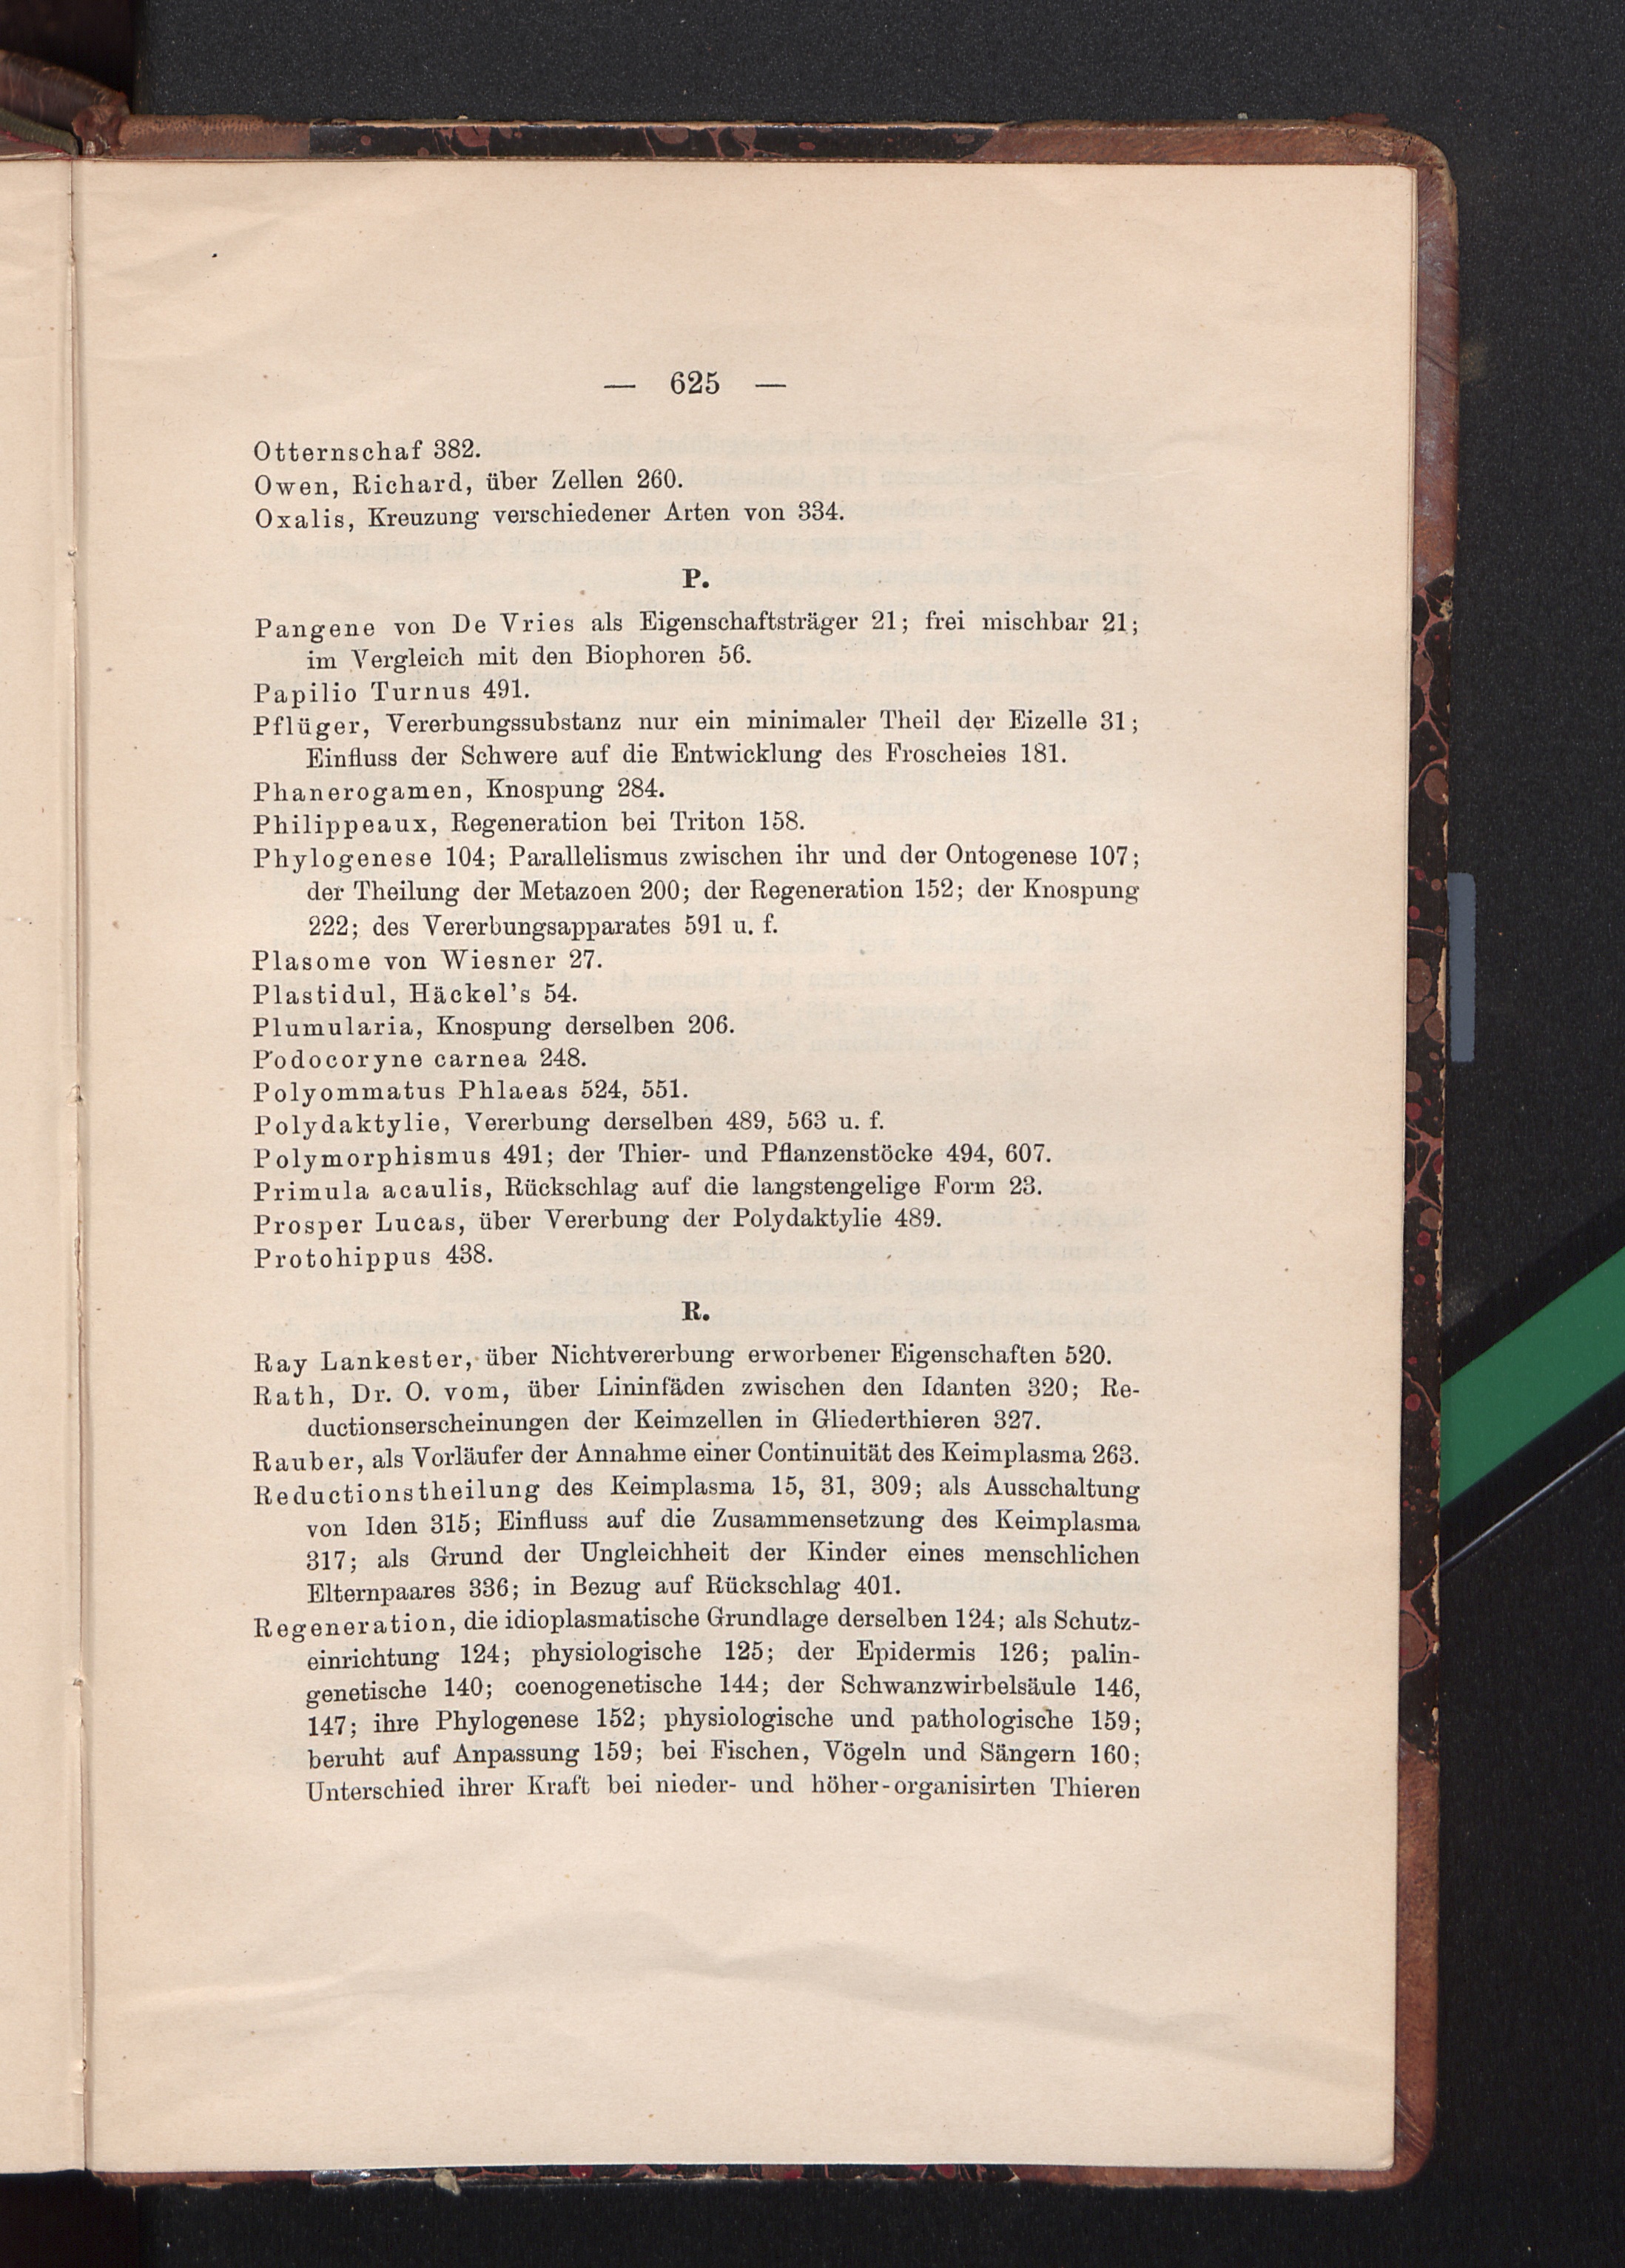 — 625 —
Otternschaf 382.
Owen, Richard, über Zellen 260.
Oxalis, Kreuzung verschiedener Arten von 334.
P.
Pangene von De Vries als Eigenschaftsträger 21; frei mischbar 21;
im Vergleich mit den Biophoren 56.
Papilio Turnus 491.
Pflüger, Vererbungssubstanz nur ein minimaler Theil der Eizelle 31;
Einfluss der Schwere auf die Entwicklung des Froscheies 181.
Phanerogamen, Knospung 284.
Philippeaux, Regeneration bei Triton 158.
Phylogenese 104; Parallelismus zwischen ihr und der Ontogenese 107;
der Theilung der Metazoen 200; der Regeneration 152; der Knospung
222; des Vererbungsapparates 591 u. f.
Plasome von Wiesner 27.
Plastidul, Häckel's 54.
Plumularia, Knospung derselben 206.
Podocoryne carnea 248.
Polyommatus Phlaeas 524, 551.
Polydaktylie, Vererbung derselben 489, 563 u. f.
Polymorphismus 491; der Thier- und Pflanzenstöcke 494, 607.
Primula acaulis, Rückschlag auf die langstengelige Form 23.
Prosper Lucas, über Vererbung der Polydaktylie 489.
Protohippus 438.
R.
Ray Lankester, über Nichtvererbung erworbener Eigenschaften 520.
Rath, Dr. O. vom, über Lininfäden zwischen den Idanten 320; Re-
ductionserscheinungen der Keimzellen in Gliederthieren 327.
Rauber, als Vorläufer der Annahme einer Continuität des Keimplasma 263.
Reductionstheilung des Keimplasma 15, 31, 309; als Ausschaltung
von Iden 315; Einfluss auf die Zusammensetzung des Keimplasma
317; als Grund der Ungleichheit der Kinder eines menschlichen
Elternpaares 336; in Bezug auf Rückschlag 401.
Regeneration, die idioplasmatische Grundlage derselben 124; als Schutz-
einrichtung 124; physiologische 125; der Epidermis 126; palin-
genetische 140; coenogenetische 144; der Schwanzwirbelsäule 146,
147; ihre Phylogenese 152; physiologische und pathologische 159;
beruht auf Anpassung 159; bei Fischen, Vögeln und Sängern 160;
Unterschied ihrer Kraft bei nieder- und höher-organisirten Thieren